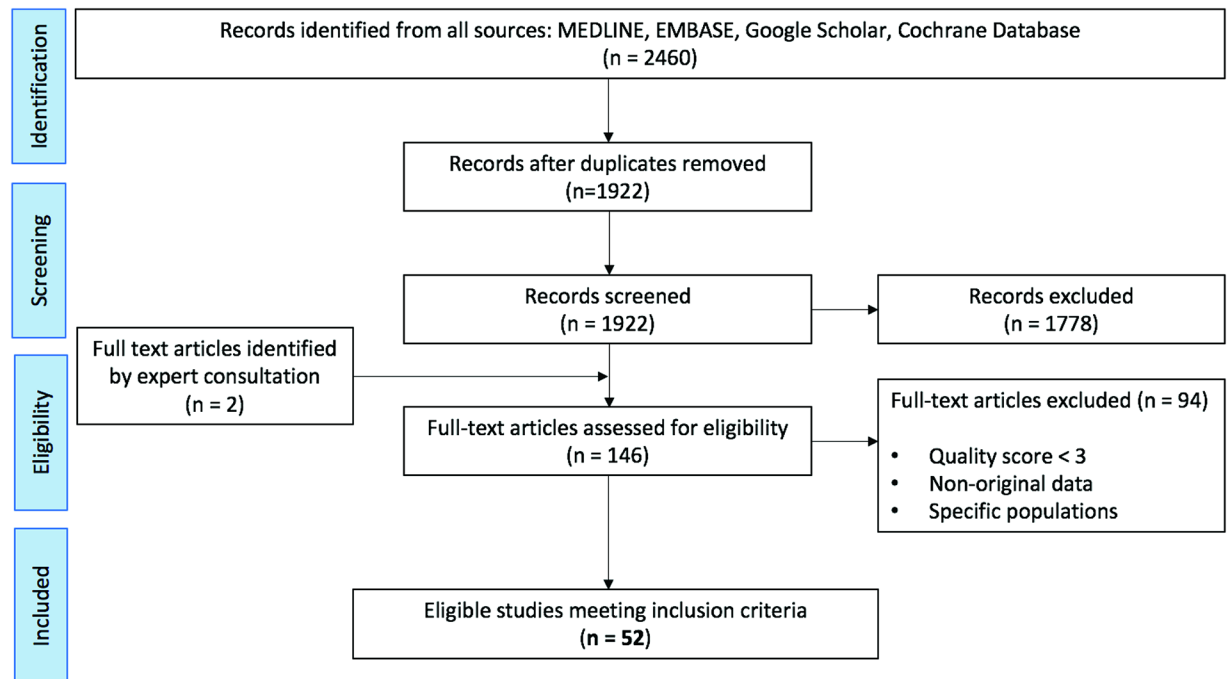 Identification
Records identified from all sources: MEDLINE, EMBASE, Google Scholar, Cochrane Database
(n = 2460)
Records after duplicates removed
(n=1922)
Screening
Records screened
(n = 1922)
Records excluded
(n = 1778)
Full text articles identified
by expert consultation
(n = 2)
Eligibility
Full-text articles assessed for eligibility
(n = 146)
Full-text articles excluded (n = 94)
• Quality score < 3
• Non-original data
• Specific populations
Included
Eligible studies meeting inclusion criteria
(n = 52)